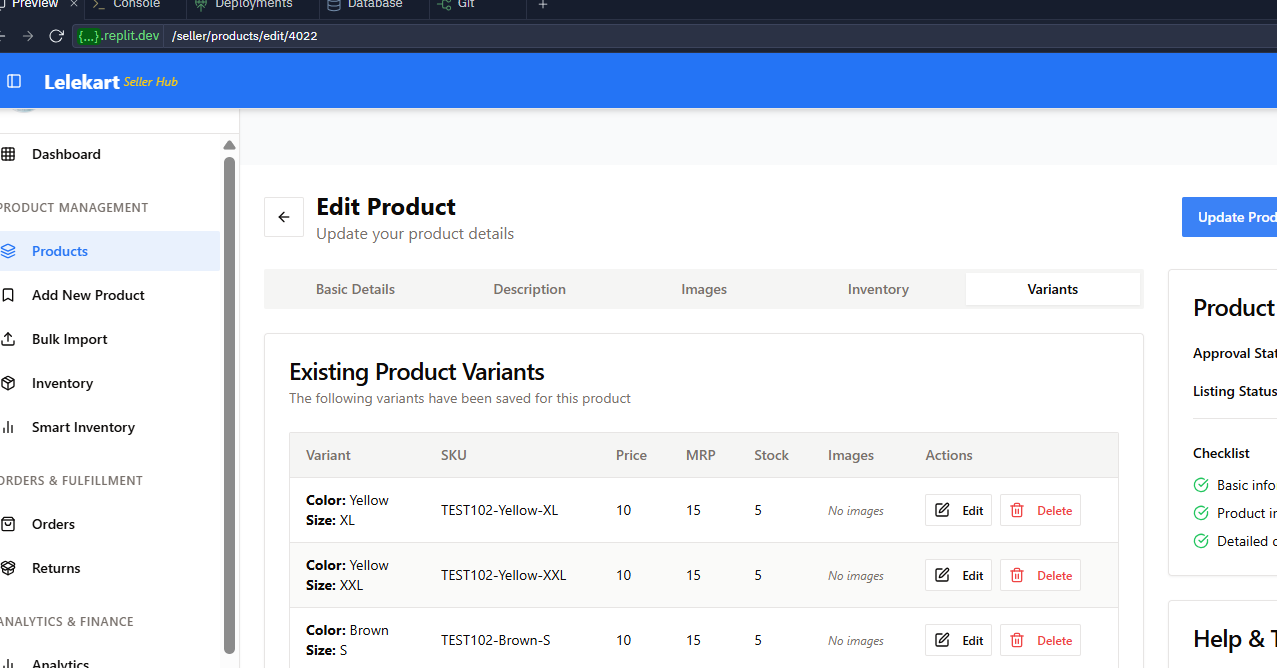 Preview
Console
Deployments
Database
Git
{...}.replit.dev /seller/products/edit/4022
Lelekart Seller Hub
Dashboard
PRODUCT MANAGEMENT
Products
Add New Product
Bulk Import
Inventory
Smart Inventory
ORDERS & FULFILLMENT
Orders
Returns
ANALYTICS & FINANCE
Analytics
Edit Product
Update your product details
Update Prod
Basic Details Description Images Inventory Variants
Existing Product Variants
The following variants have been saved for this product
Variant SKU Price MRP Stock Images Actions
Color: Yellow
Size: XL
TEST102-Yellow-XL 10 15 5 No images Edit Delete
Color: Yellow
Size: XXL
TEST102-Yellow-XXL 10 15 5 No images Edit Delete
Color: Brown
Size: S
TEST102-Brown-S 10 15 5 No images Edit Delete
Product
Approval Stat
Listing Status
Checklist
Basic info
Product in
Detailed d
Help & T